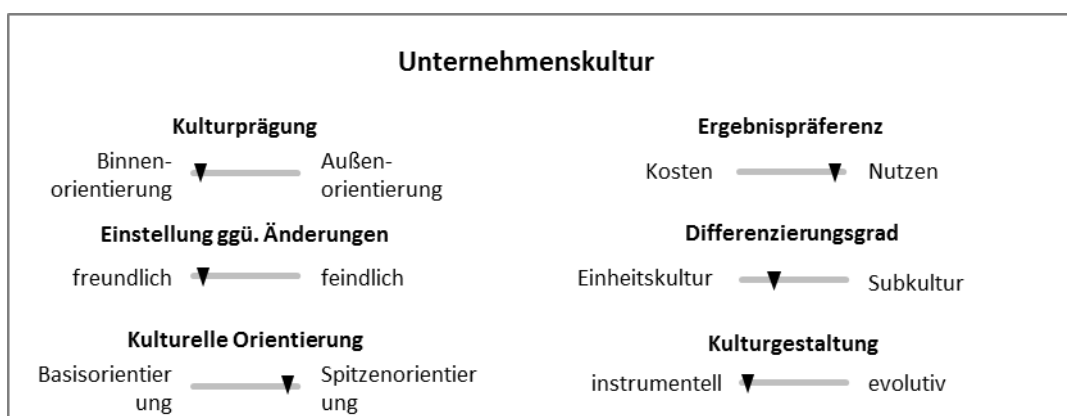 Unternehmenskultur
Kulturprägung
Binnen-
orientierung
Außen-
orientierung
Ergebnispräferenz
Kosten
Nutzen
Einstellung ggü. Änderungen
freundlich
feindlich
Differenzierungsgrad
Einheitskultur
Subkultur
Kulturelle Orientierung
Basisorientier
ung
Spitzenorientier
ung
Kulturgestaltung
instrumentell
evolutiv